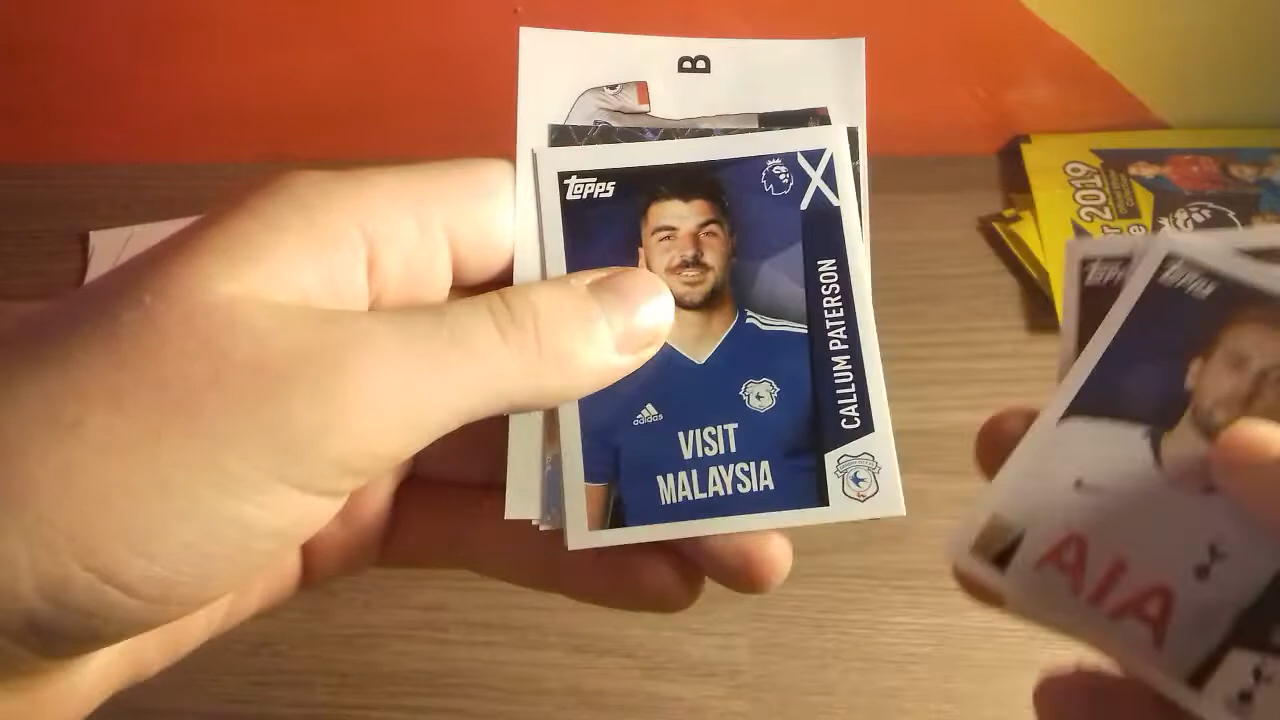 B
TOPPS
CALLUM PATERSON
adidas
VISIT
MALAYSIA
2019
TOPPS
TOPPS
AIA